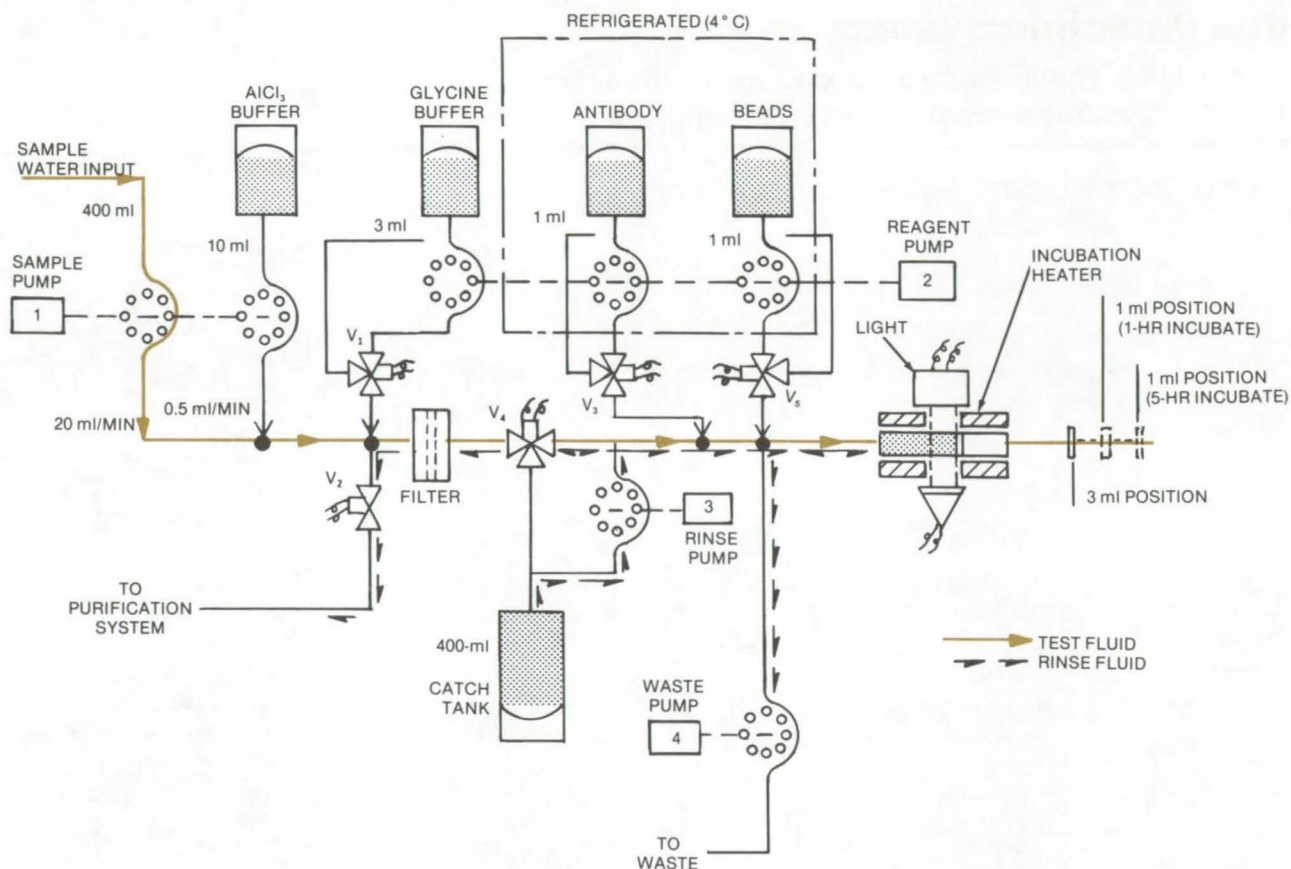 REFRIGERATED (4° C)
AlCl₃
BUFFER
GLYCINE
BUFFER
ANTIBODY
BEADS
SAMPLE
WATER INPUT
400 ml
10 ml
3 ml
1 ml
1 ml
REAGENT
PUMP
2
INCUBATION
HEATER
SAMPLE
PUMP
1
1 ml POSITION
(1-HR INCUBATE)
LIGHT
1 ml POSITION
(5-HR INCUBATE)
V₁
V₃
V₅
V₄
20 ml/MIN
0.5 ml/MIN
V₂
FILTER
3
RINSE
PUMP
3 ml POSITION
TO
PURIFICATION
SYSTEM
400-ml
CATCH
TANK
WASTE
PUMP
4
TEST FLUID
RINSE FLUID
TO
WASTE